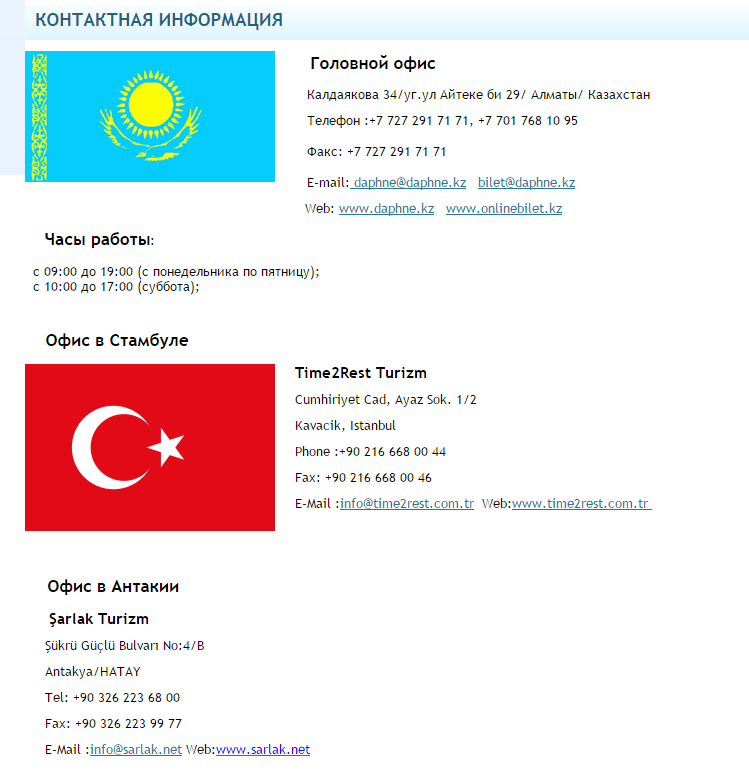 КОНТАКТНАЯ ИНФОРМАЦИЯ
Головной офис
Калдаякова 34/уг.ул Айтеке би 29/ Алматы/ Казахстан
Телефон :+7 727 291 71 71, +7 701 768 10 95
Факс: +7 727 291 71 71
E-mail: daphne@daphne.kz bilet@daphne.kz
Web: www.daphne.kz www.onlinebilet.kz
Часы работы:
с 09:00 до 19:00 (с понедельника по пятницу);
с 10:00 до 17:00 (суббота);
Офис в Стамбуле
Time2Rest Turizm
Cumhiriyet Cad, Ayaz Sok. 1/2
Kavacik, Istanbul
Phone :+90 216 668 00 44
Fax: +90 216 668 00 46
E-Mail :info@time2rest.com.tr Web:www.time2rest.com.tr
Офис в Антакии
Şarlak Turizm
Şükrü Güçlü Bulvarı No:4/B
Antakya/HATAY
Tel: +90 326 223 68 00
Fax: +90 326 223 99 77
E-Mail :info@sarlak.net Web:www.sarlak.net